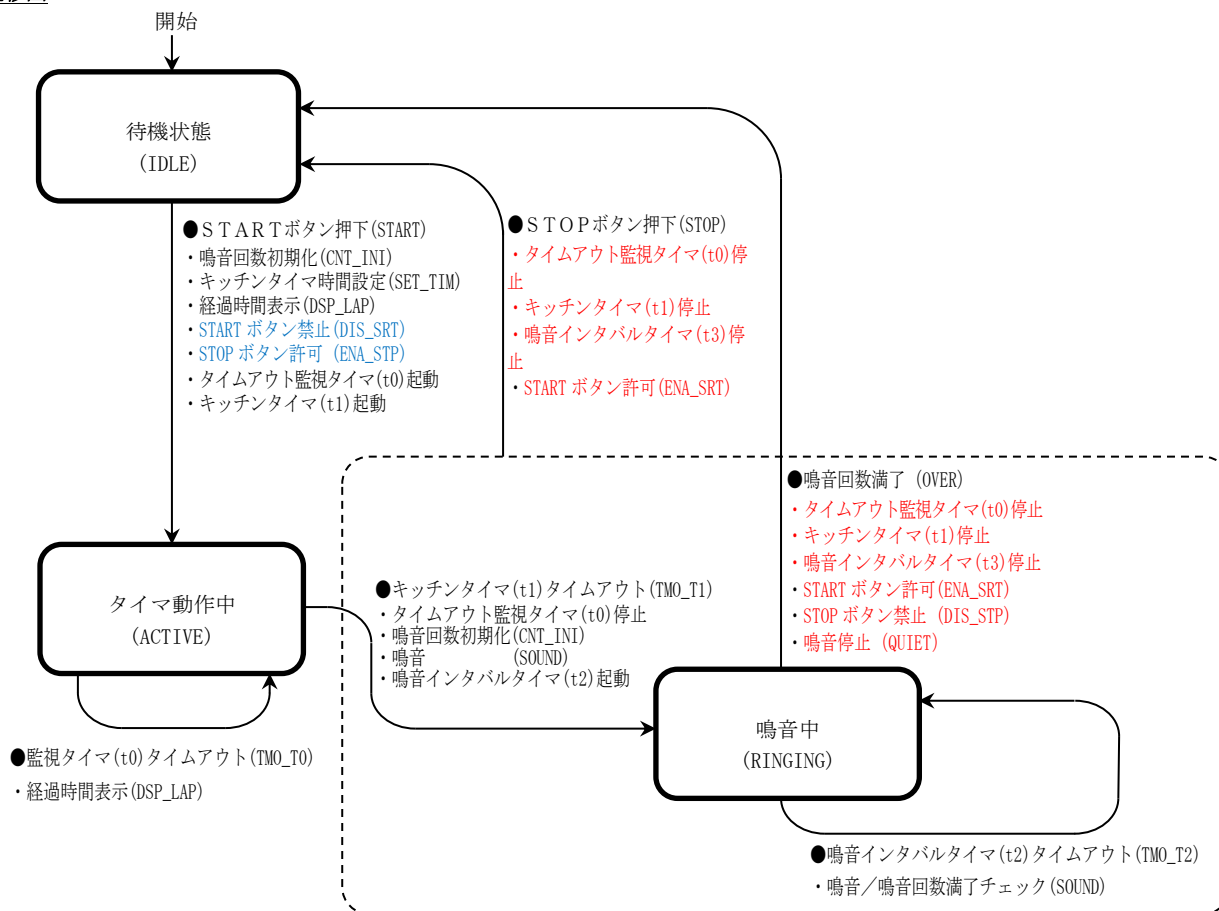 開始
待機状態
(IDLE)
●ＳＴＡＲＴボタン押下(START)
・鳴音回数初期化(CNT_INI)
・キッチンタイマ時間設定(SET_TIM)
・経過時間表示(DSP_LAP)
・START ボタン禁止(DIS_SRT)
・STOP ボタン許可 (ENA_STP)
・タイムアウト監視タイマ(t0)起動
・キッチンタイマ(t1)起動
●ＳＴＯＰボタン押下(STOP)
・タイムアウト監視タイマ(t0)停
止
・キッチンタイマ(t1)停止
・鳴音インタバルタイマ(t3)停
止
・START ボタン許可(ENA_SRT)
●鳴音回数満了 (OVER)
・タイムアウト監視タイマ(t0)停止
・キッチンタイマ(t1)停止
・鳴音インタバルタイマ(t3)停止
・START ボタン許可(ENA_SRT)
・STOP ボタン禁止 (DIS_STP)
・鳴音停止 (QUIET)
タイマ動作中
(ACTIVE)
●キッチンタイマ(t1)タイムアウト(TMO_T1)
・タイムアウト監視タイマ(t0)停止
・鳴音回数初期化(CNT_INI)
・鳴音 (SOUND)
・鳴音インタバルタイマ(t2)起動
鳴音中
(RINGING)
●監視タイマ(t0)タイムアウト(TMO_T0)
・経過時間表示(DSP_LAP)
●鳴音インタバルタイマ(t2)タイムアウト(TMO_T2)
・鳴音／鳴音回数満了チェック(SOUND)